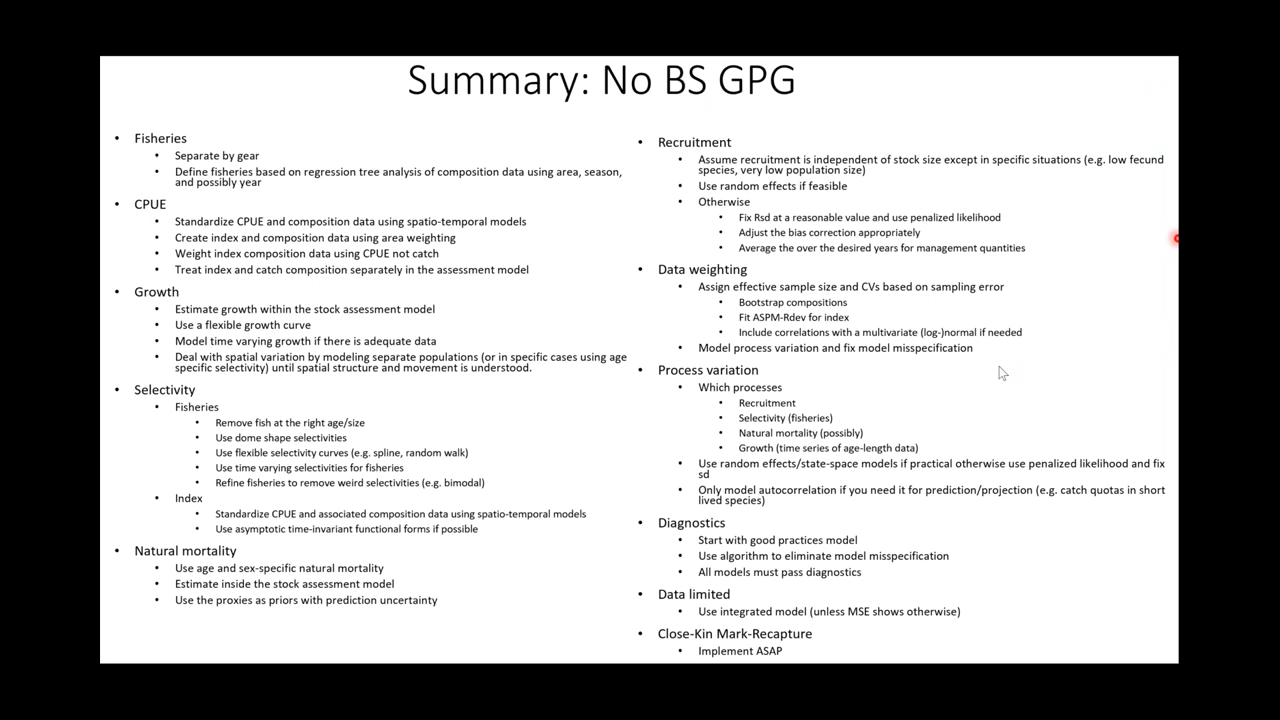 Summary: No BS GPG
• Fisheries
• Separate by gear
• Define fisheries based on regression tree analysis of composition data using area, season,
and possibly year
• CPUE
• Standardize CPUE and composition data using spatio-temporal models
• Create index and composition data using area weighting
• Weight index composition data using CPUE not catch
• Treat index and catch composition separately in the assessment model
• Growth
• Estimate growth within the stock assessment model
• Use a flexible growth curve
• Model time varying growth if there is adequate data
• Deal with spatial variation by modeling separate populations (or in specific cases using age
specific selectivity) until spatial structure and movement is understood.
• Selectivity
• Fisheries
• Remove fish at the right age/size
• Use dome shape selectivities
• Use flexible selectivity curves (e.g. spline, random walk)
• Use time varying selectivities for fisheries
• Refine fisheries to remove weird selectivities (e.g. bimodal)
• Index
• Standardize CPUE and associated composition data using spatio-temporal models
• Use asymptotic time-invariant functional forms if possible
• Natural mortality
• Use age and sex-specific natural mortality
• Estimate inside the stock assessment model
• Use the proxies as priors with prediction uncertainty
• Recruitment
• Assume recruitment is independent of stock size except in specific situations (e.g. low fecund
species, very low population size)
• Use random effects if feasible
• Otherwise
• Fix Rsd at a reasonable value and use penalized likelihood
• Adjust the bias correction appropriately
• Average the over the desired years for management quantities
• Data weighting
• Assign effective sample size and CVs based on sampling error
• Bootstrap compositions
• Fit ASPM-Rdev for index
• Include correlations with a multivariate (log-)normal if needed
• Model process variation and fix model misspecification
• Process variation
• Which processes
• Recruitment
• Selectivity (fisheries)
• Natural mortality (possibly)
• Growth (time series of age-length data)
• Use random effects/state-space models if practical otherwise use penalized likelihood and fix
sd
• Only model autocorrelation if you need it for prediction/projection (e.g. catch quotas in short
lived species)
• Diagnostics
• Start with good practices model
• Use algorithm to eliminate model misspecification
• All models must pass diagnostics
• Data limited
• Use integrated model (unless MSE shows otherwise)
• Close-Kin Mark-Recapture
• Implement ASAP